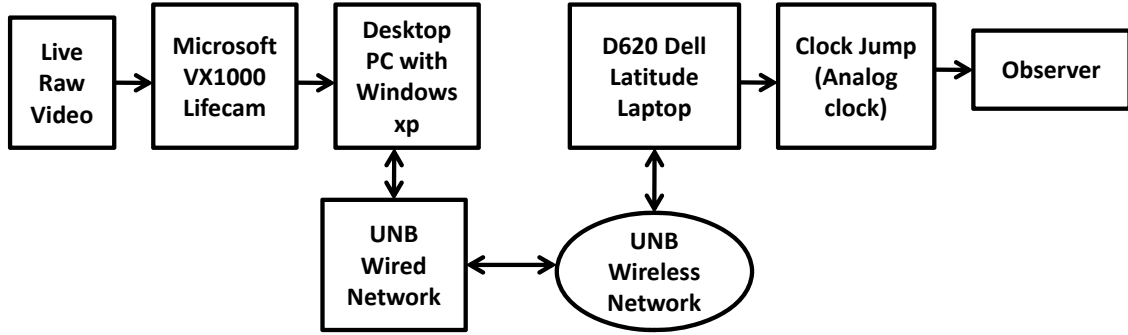 Live
Raw
Video
Microsoft
VX1000
Lifecam
Desktop
PC with
Windows
xp
D620 Dell
Latitude
Laptop
Clock Jump
(Analog
clock)
Observer
UNB
Wired
Network
UNB
Wireless
Network